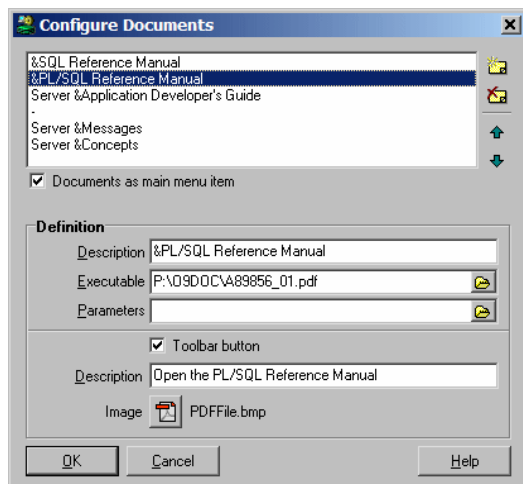 Configure Documents
&SQL Reference Manual
&PL/SQL Reference Manual
Server &Application Developer's Guide
-
Server &Messages
Server &Concepts
Documents as main menu item
Definition
Description &PL/SQL Reference Manual
Executable P:\O9DOC\A89856_01.pdf
Parameters
Toolbar button
Description Open the PL/SQL Reference Manual
Image PDFFile.bmp
OK Cancel Help